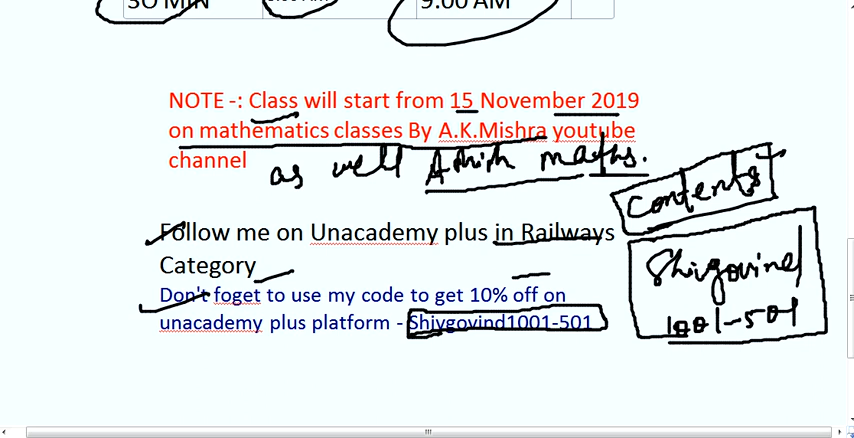 30 MIN
9:00 AM
NOTE -: Class will start from 15 November 2019
on mathematics classes By A.K.Mishra youtube
channel
as well Ashish maths.
Contents
Follow me on Unacademy plus in Railways
Category
Don't foget to use my code to get 10% off on
unacademy plus platform - Shivgovind1001-501
Shivgovind
1001-501